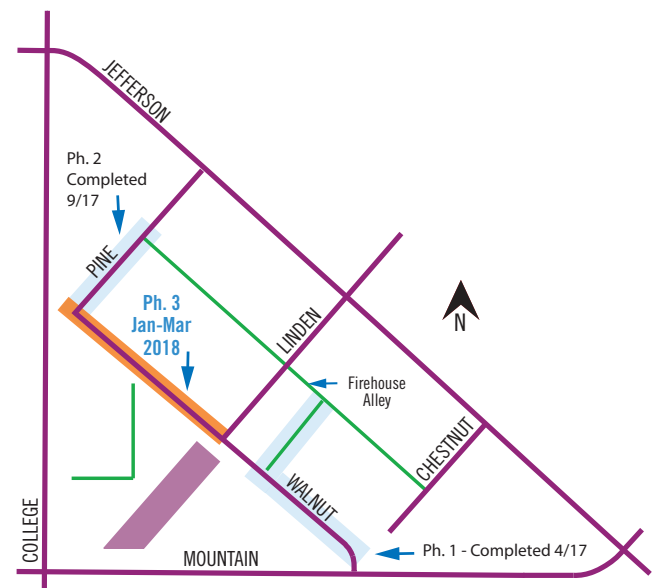 JEFFERSON
Ph. 2
Completed
9/17
PINE
Ph. 3
Jan-Mar
2018
LINDEN
N
Firehouse
Alley
CHESTNUT
WALNUT
COLLEGE
MOUNTAIN
Ph. 1 - Completed 4/17